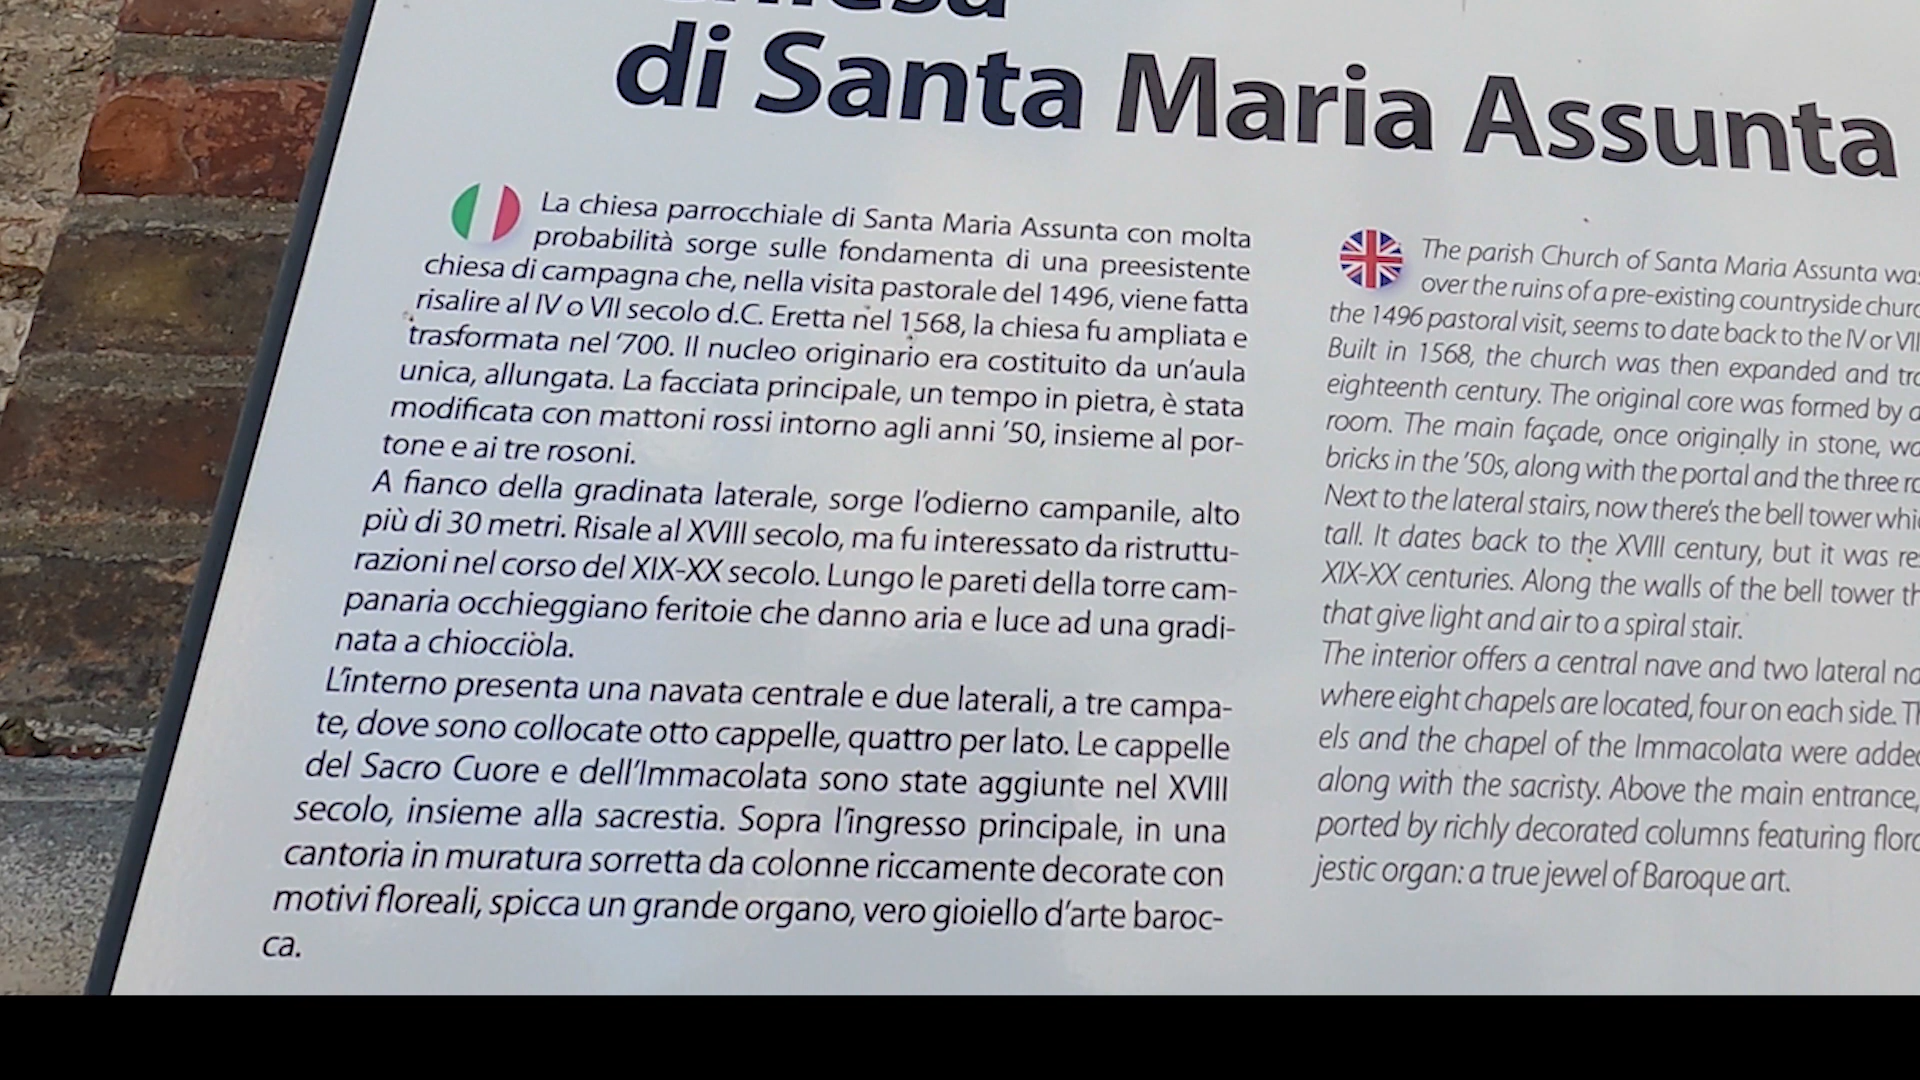 Chiesa
di Santa Maria Assunta
La chiesa parrocchiale di Santa Maria Assunta con molta
probabilità sorge sulle fondamenta di una preesistente
chiesa di campagna che, nella visita pastorale del 1496, viene fatta
risalire al IV o VII secolo d.C. Eretta nel 1568, la chiesa fu ampliata e
trasformata nel '700. Il nucleo originario era costituito da un'aula
unica, allungata. La facciata principale, un tempo in pietra, è stata
modificata con mattoni rossi intorno agli anni '50, insieme al por-
tone e ai tre rosoni.
A fianco della gradinata laterale, sorge l'odierno campanile, alto
più di 30 metri. Risale al XVIII secolo, ma fu interessato da ristruttu-
razioni nel corso del XIX-XX secolo. Lungo le pareti della torre cam-
panaria occhieggiano feritoie che danno aria e luce ad una gradi-
nata a chiocciola.
L'interno presenta una navata centrale e due laterali, a tre campa-
te, dove sono collocate otto cappelle, quattro per lato. Le cappelle
del Sacro Cuore e dell'Immacolata sono state aggiunte nel XVIII
secolo, insieme alla sacrestia. Sopra l'ingresso principale, in una
cantoria in muratura sorretta da colonne riccamente decorate con
motivi floreali, spicca un grande organo, vero gioiello d'arte baroc-
ca.
The parish Church of Santa Maria Assunta was
over the ruins of a pre-existing countryside
the 1496 pastoral visit, seems to date back to the IV or VII
Built in 1568, the church was then expanded and
eighteenth century. The original core was formed by
room. The main façade, once originally in stone,
bricks in the '50s, along with the portal and the three
Next to the lateral stairs, now there's the bell tower
tall. It dates back to the XVIII century, but it was
XIX-XX centuries. Along the walls of the bell tower
that give light and air to a spiral stair.
The interior offers a central nave and two lateral
where eight chapels are located, four on each side.
els and the chapel of the Immacolata were added
along with the sacristy. Above the main entrance,
ported by richly decorated columns featuring
jestic organ: a true jewel of Baroque art.